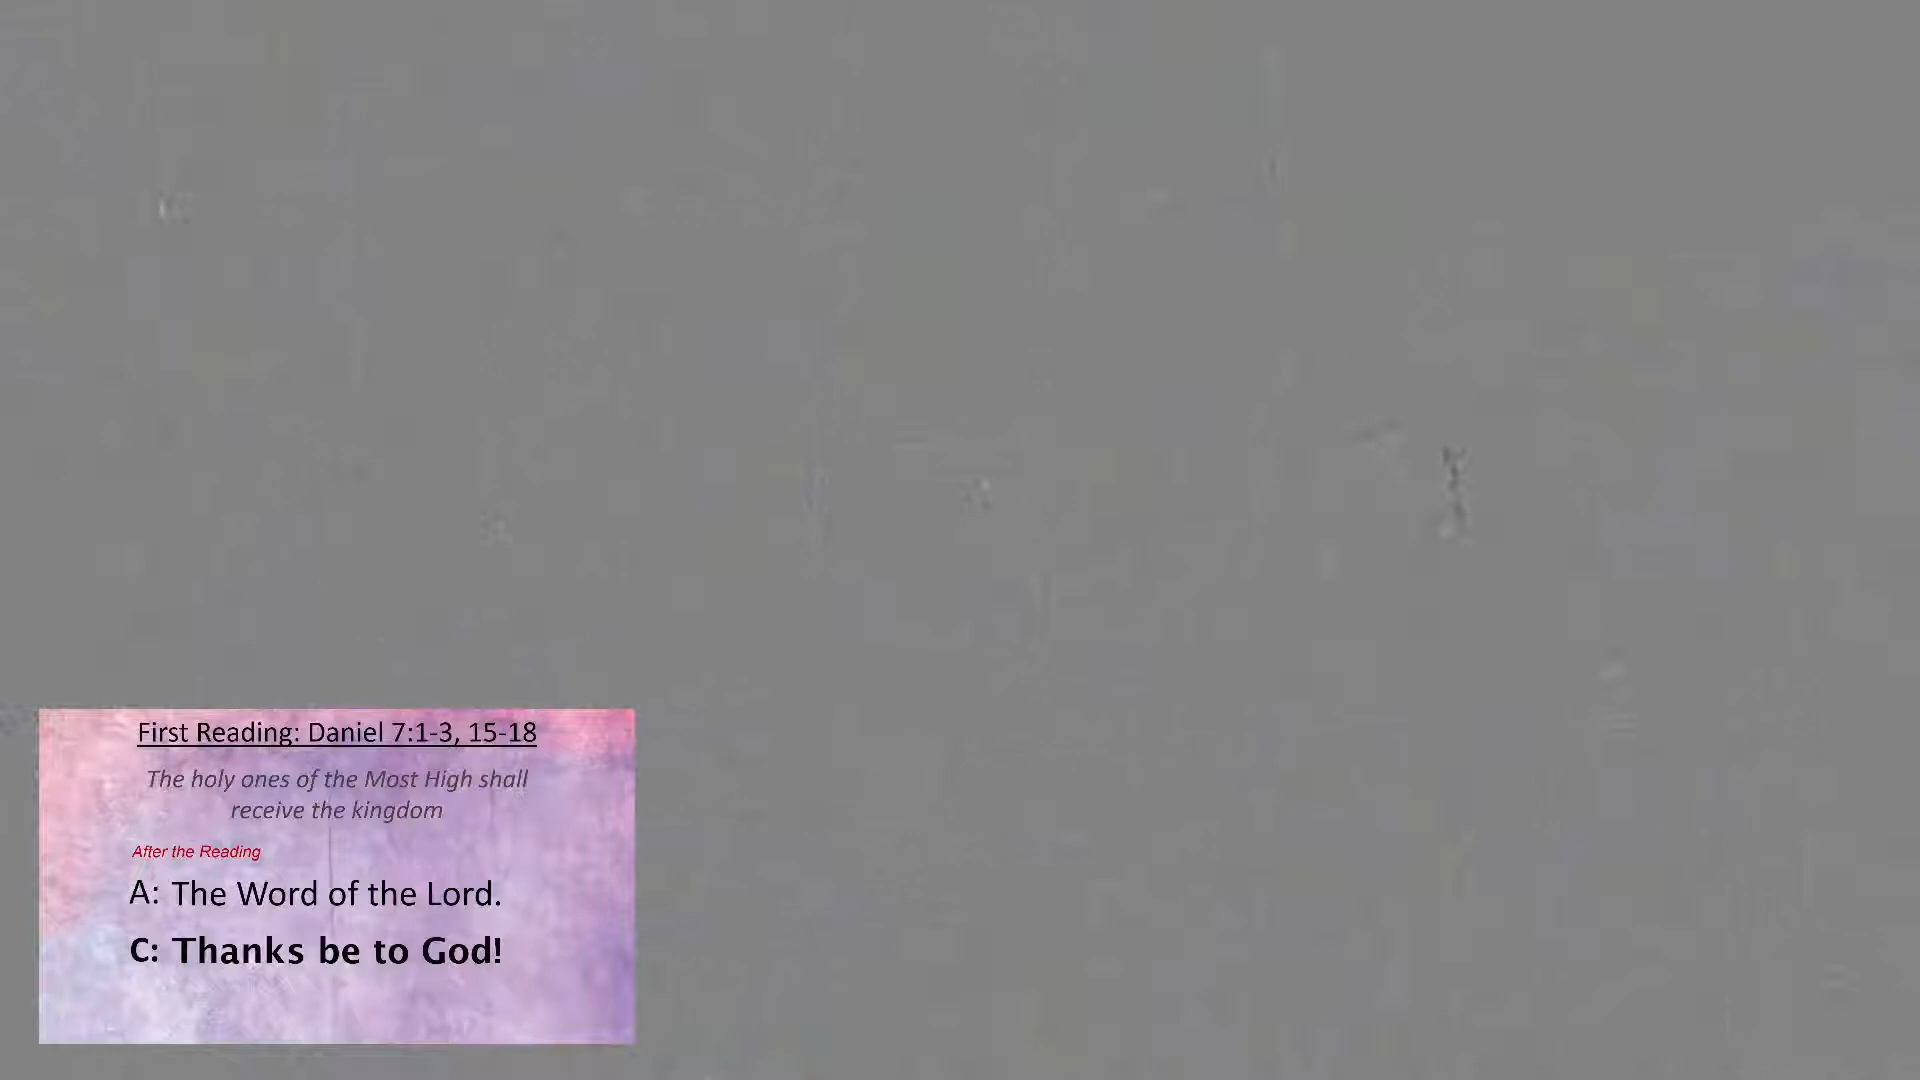 First Reading: Daniel 7:1-3, 15-18
The holy ones of the Most High shall
receive the kingdom
After the Reading
A: The Word of the Lord.
C: Thanks be to God!